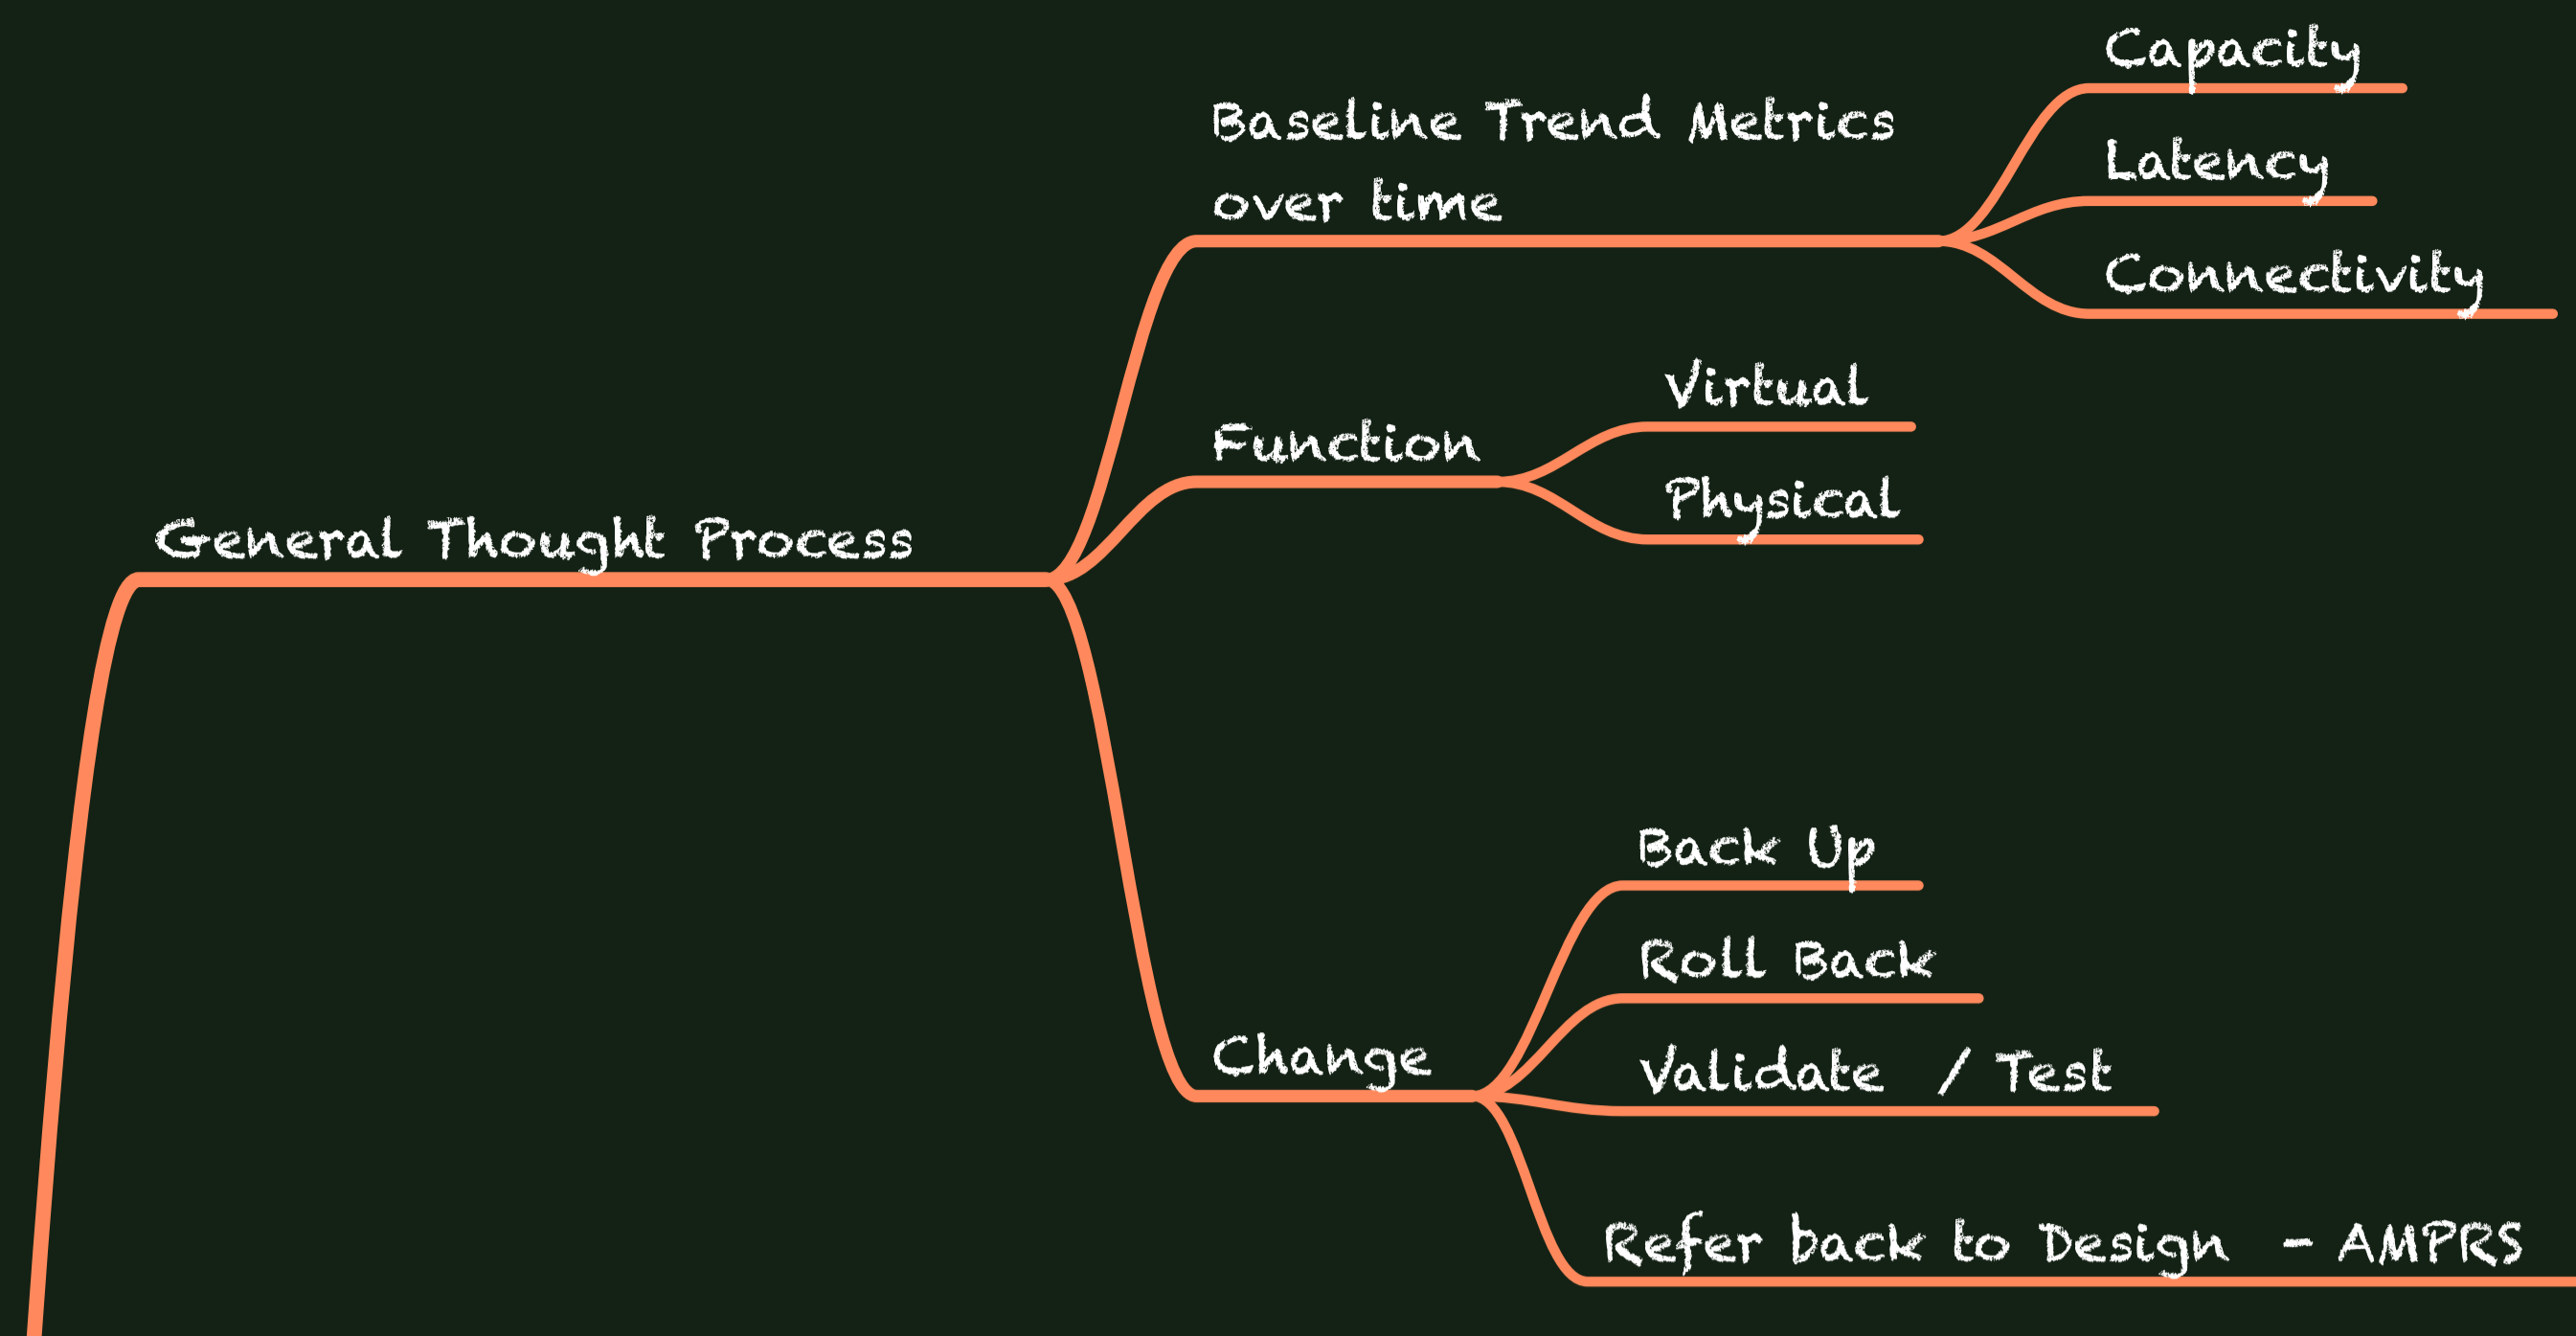 General Thought Process
Baseline Trend Metrics
over time
Capacity
Latency
Connectivity
Function
Virtual
Physical
Change
Back Up
Roll Back
Validate / Test
Refer back to Design - AMPRS